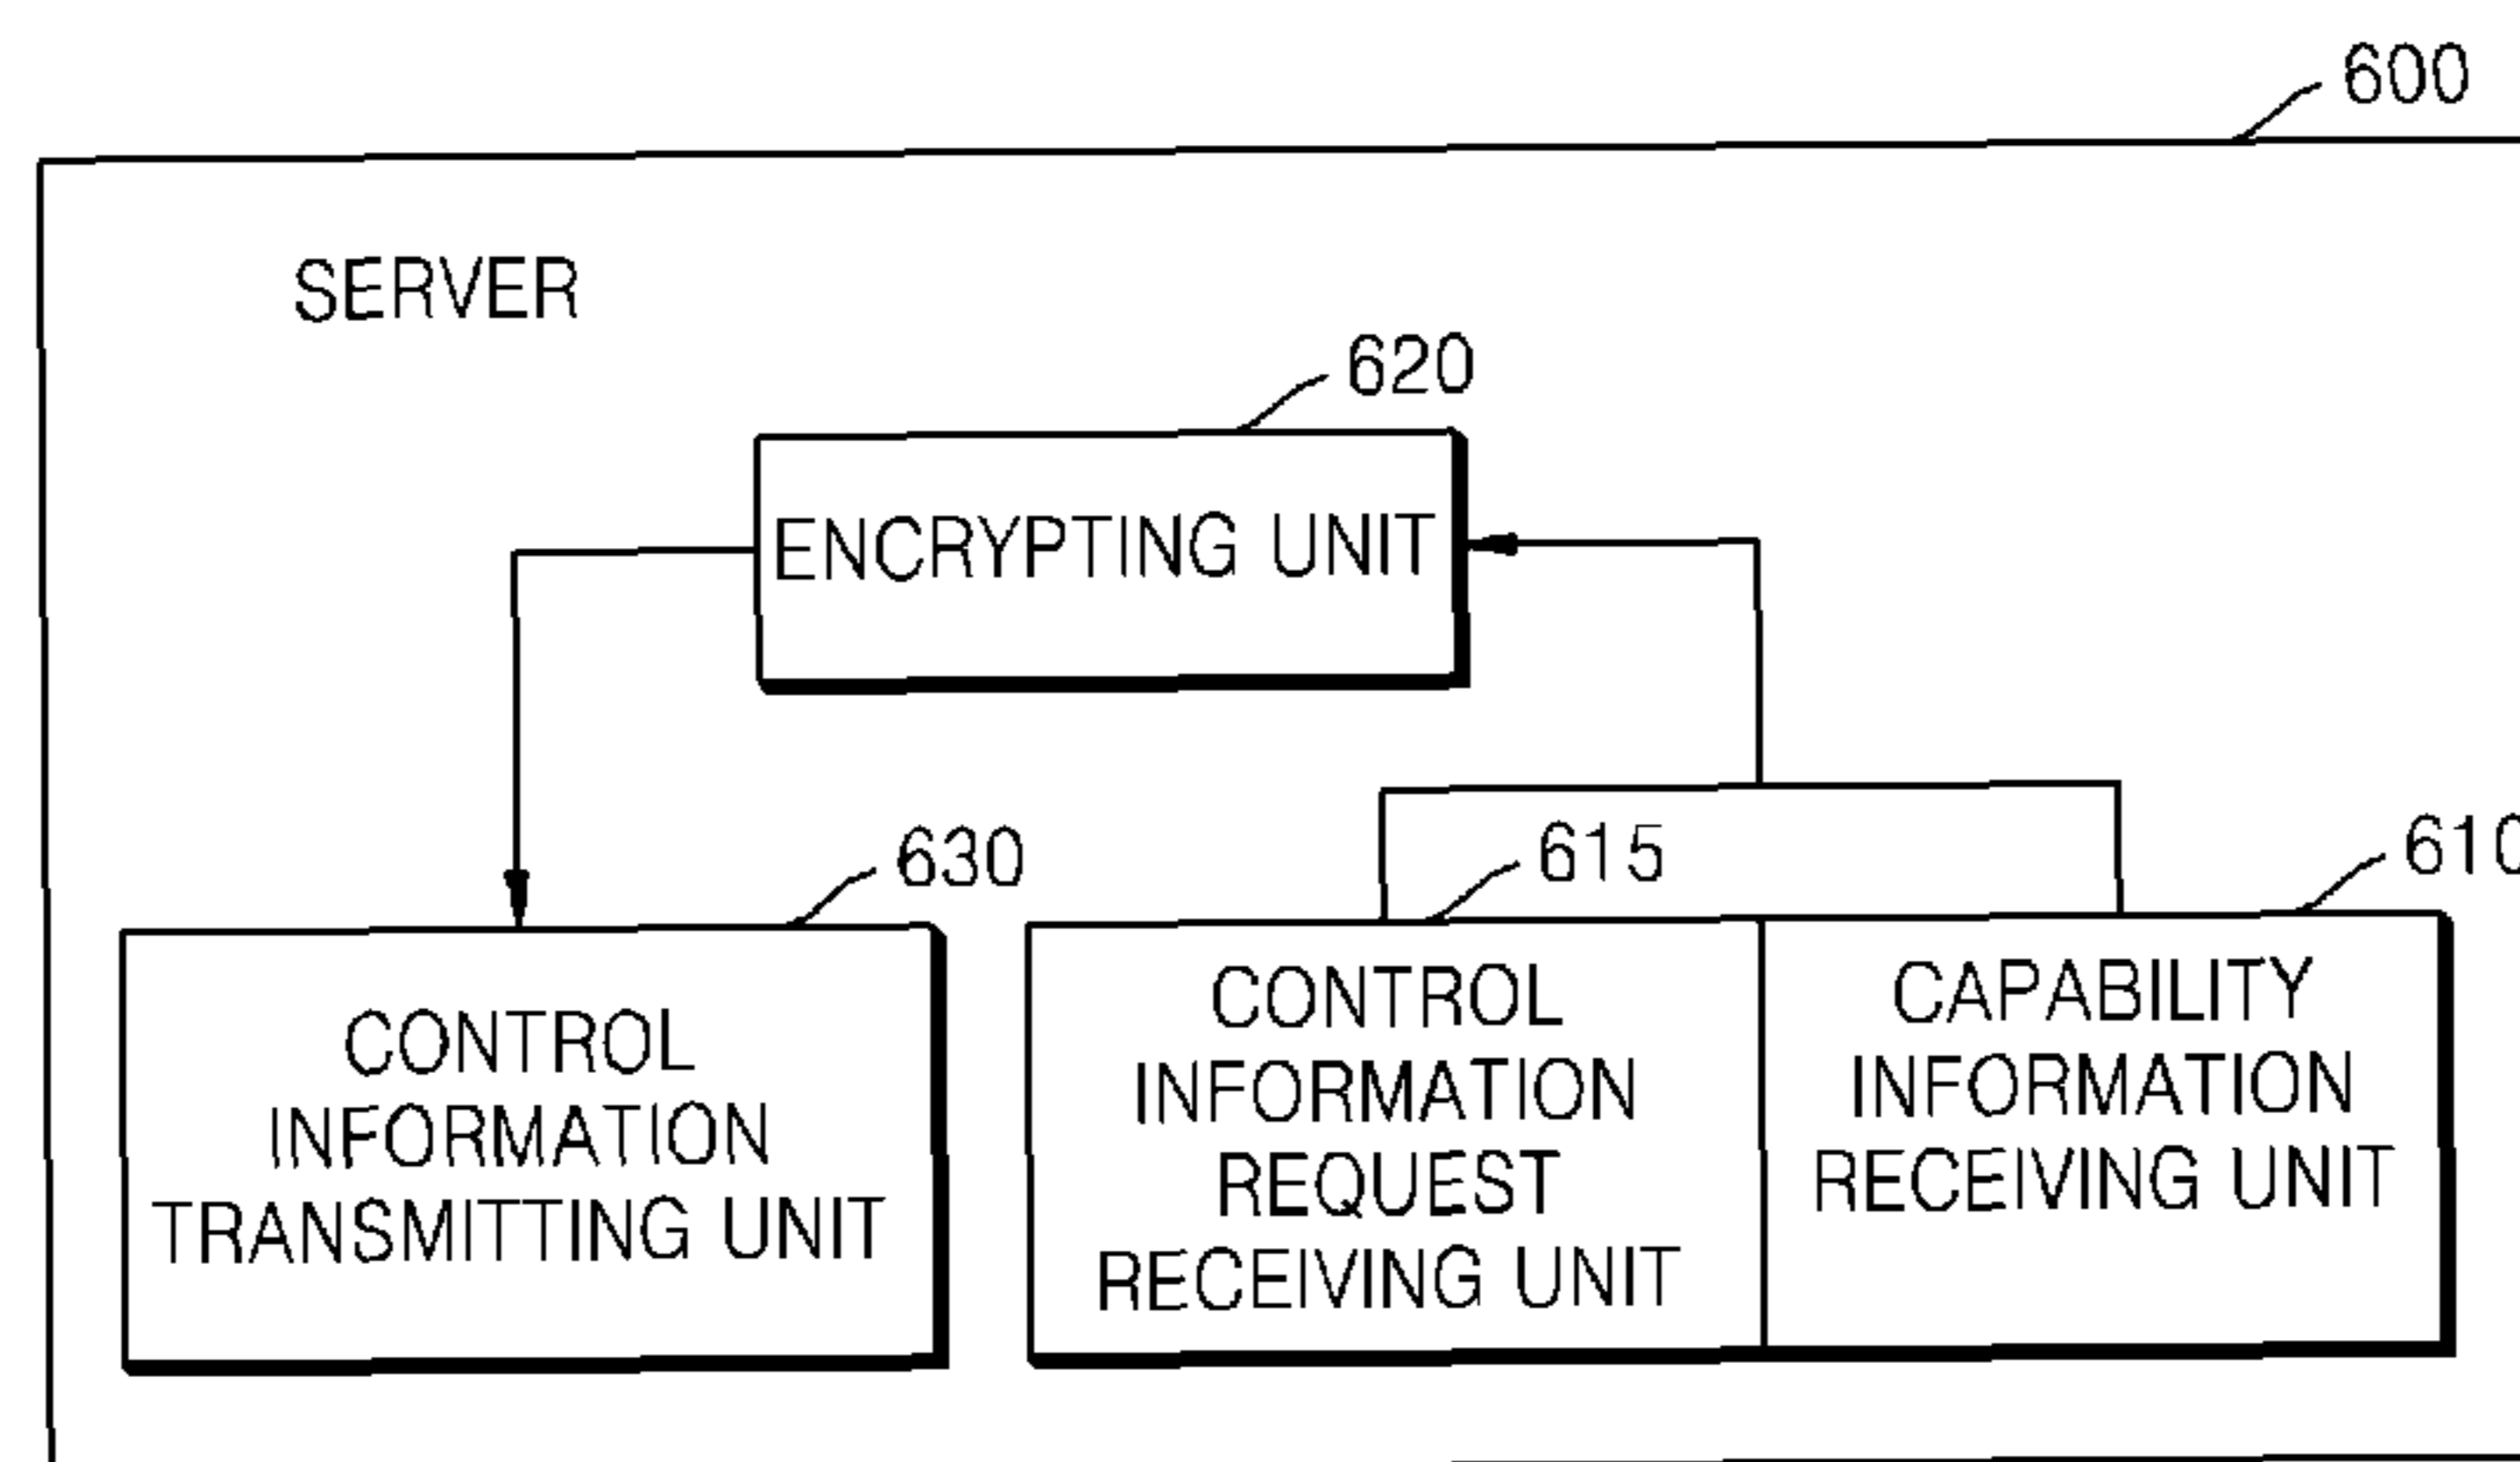 600
SERVER
620
ENCRYPTING UNIT
630
615
610
CONTROL
INFORMATION
TRANSMITTING UNIT
CONTROL
INFORMATION
REQUEST
RECEIVING UNIT
CAPABILITY
INFORMATION
RECEIVING UNIT